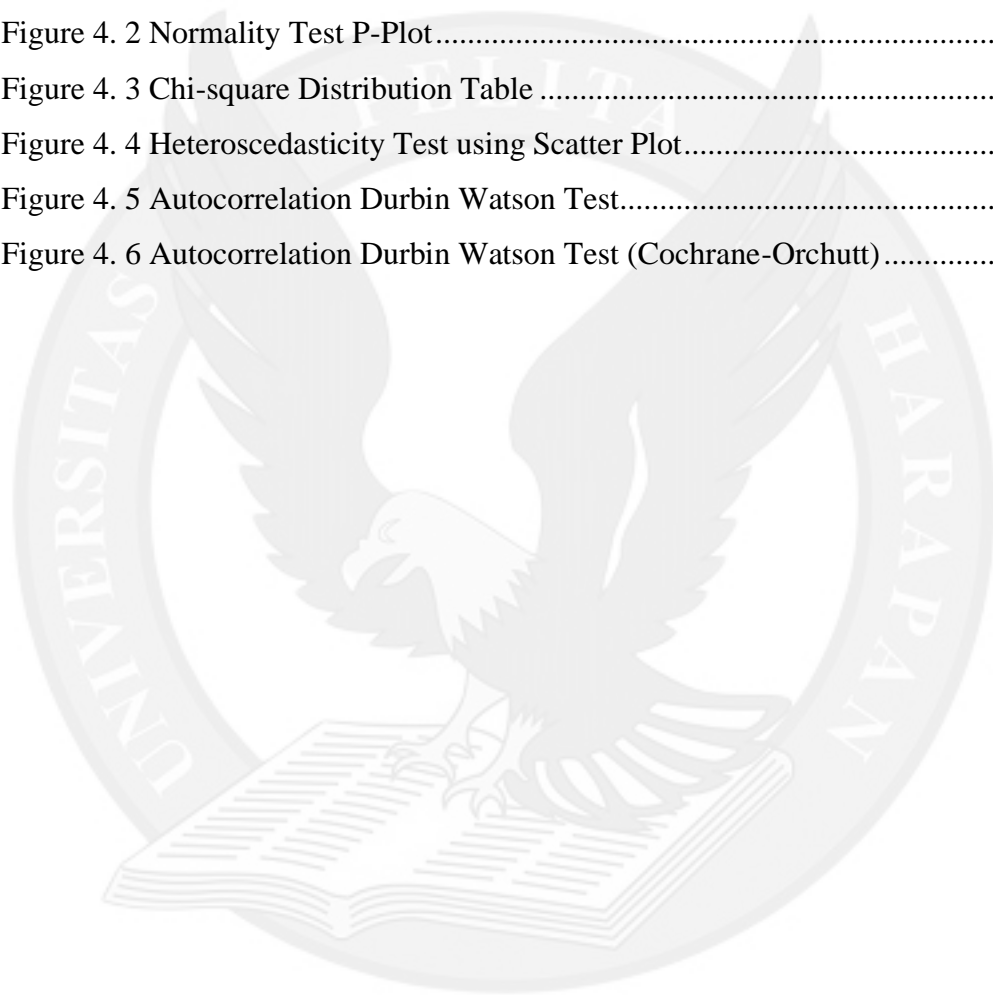 Figure 4. 2 Normality Test P-Plot........................................................................
Figure 4. 3 Chi-square Distribution Table ...........................................................
Figure 4. 4 Heteroscedasticity Test using Scatter Plot........................................
Figure 4. 5 Autocorrelation Durbin Watson Test................................................
Figure 4. 6 Autocorrelation Durbin Watson Test (Cochrane-Orchutt)..............
UNIVERSITAS PELITA HARAPAN